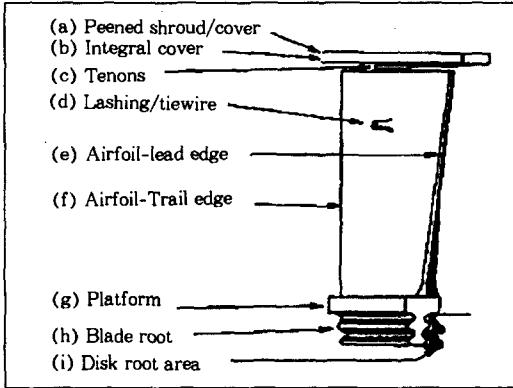 (a) Peened shroud/cover
(b) Integral cover
(c) Tenons
(d) Lashing/tiewire
(e) Airfoil-lead edge
(f) Airfoil-Trail edge
(g) Platform
(h) Blade root
(i) Disk root area